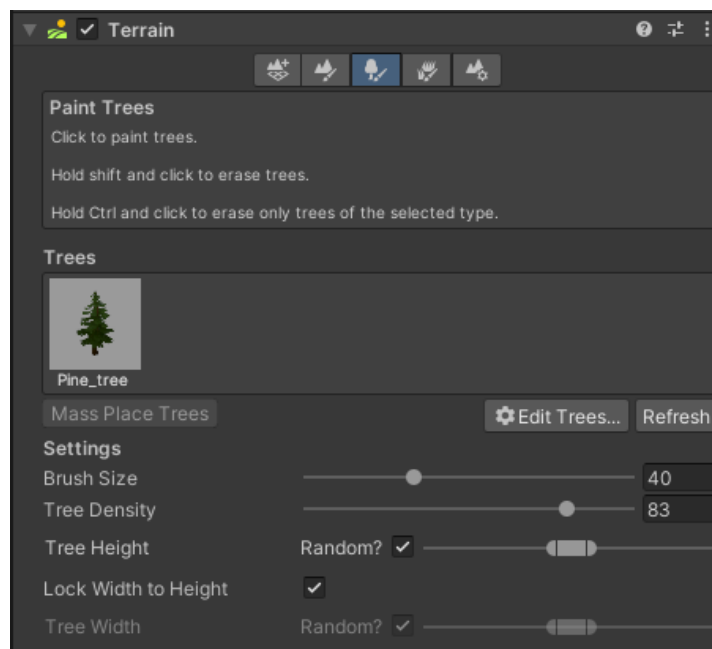 Terrain
Paint Trees
Click to paint trees.
Hold shift and click to erase trees.
Hold Ctrl and click to erase only trees of the selected type.
Trees
Pine_tree
Mass Place Trees Edit Trees... Refresh
Settings
Brush Size 40
Tree Density 83
Tree Height Random?
Lock Width to Height
Tree Width Random?